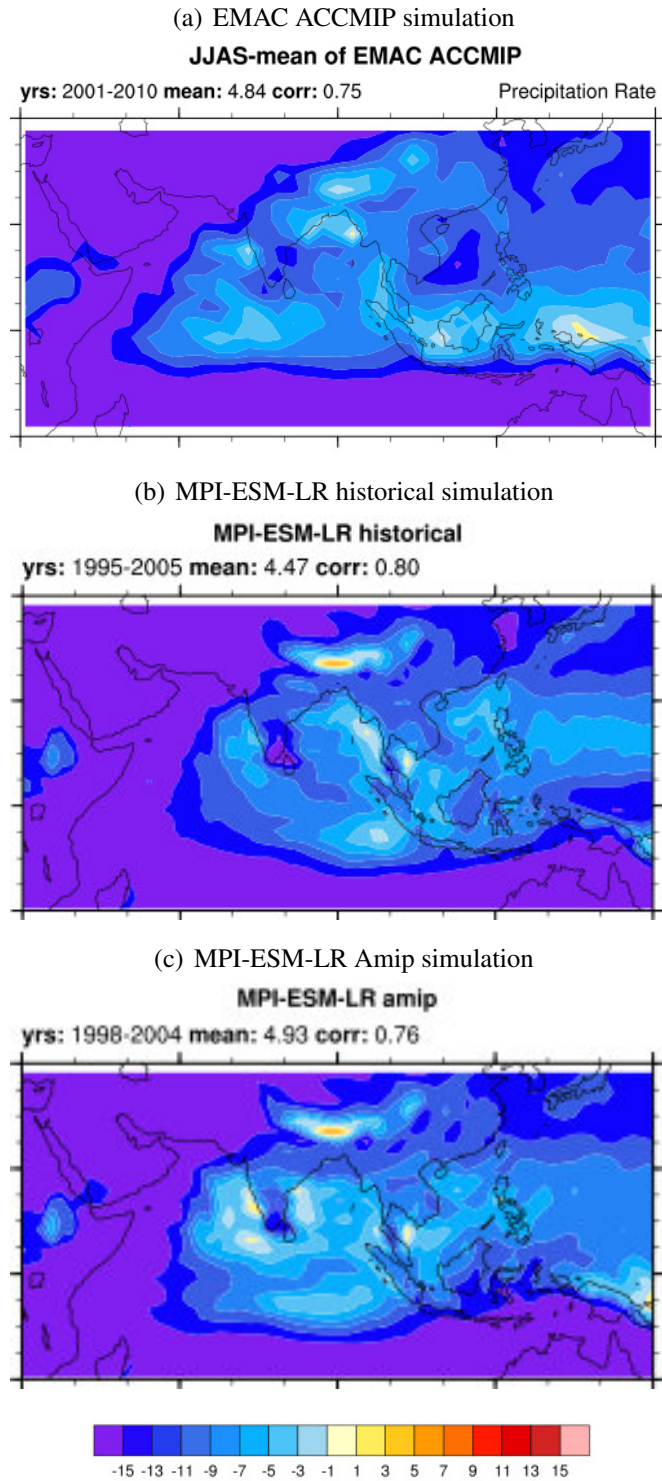 (a) EMAC ACCMIP simulation
JJAS-mean of EMAC ACCMIP
yrs: 2001-2010 mean: 4.84 corr: 0.75 Precipitation Rate
(b) MPI-ESM-LR historical simulation
MPI-ESM-LR historical
yrs: 1995-2005 mean: 4.47 corr: 0.80
(c) MPI-ESM-LR Amip simulation
MPI-ESM-LR amip
yrs: 1998-2004 mean: 4.93 corr: 0.76
-15 -13 -11 -9 -7 -5 -3 -1 1 3 5 7 9 11 13 15